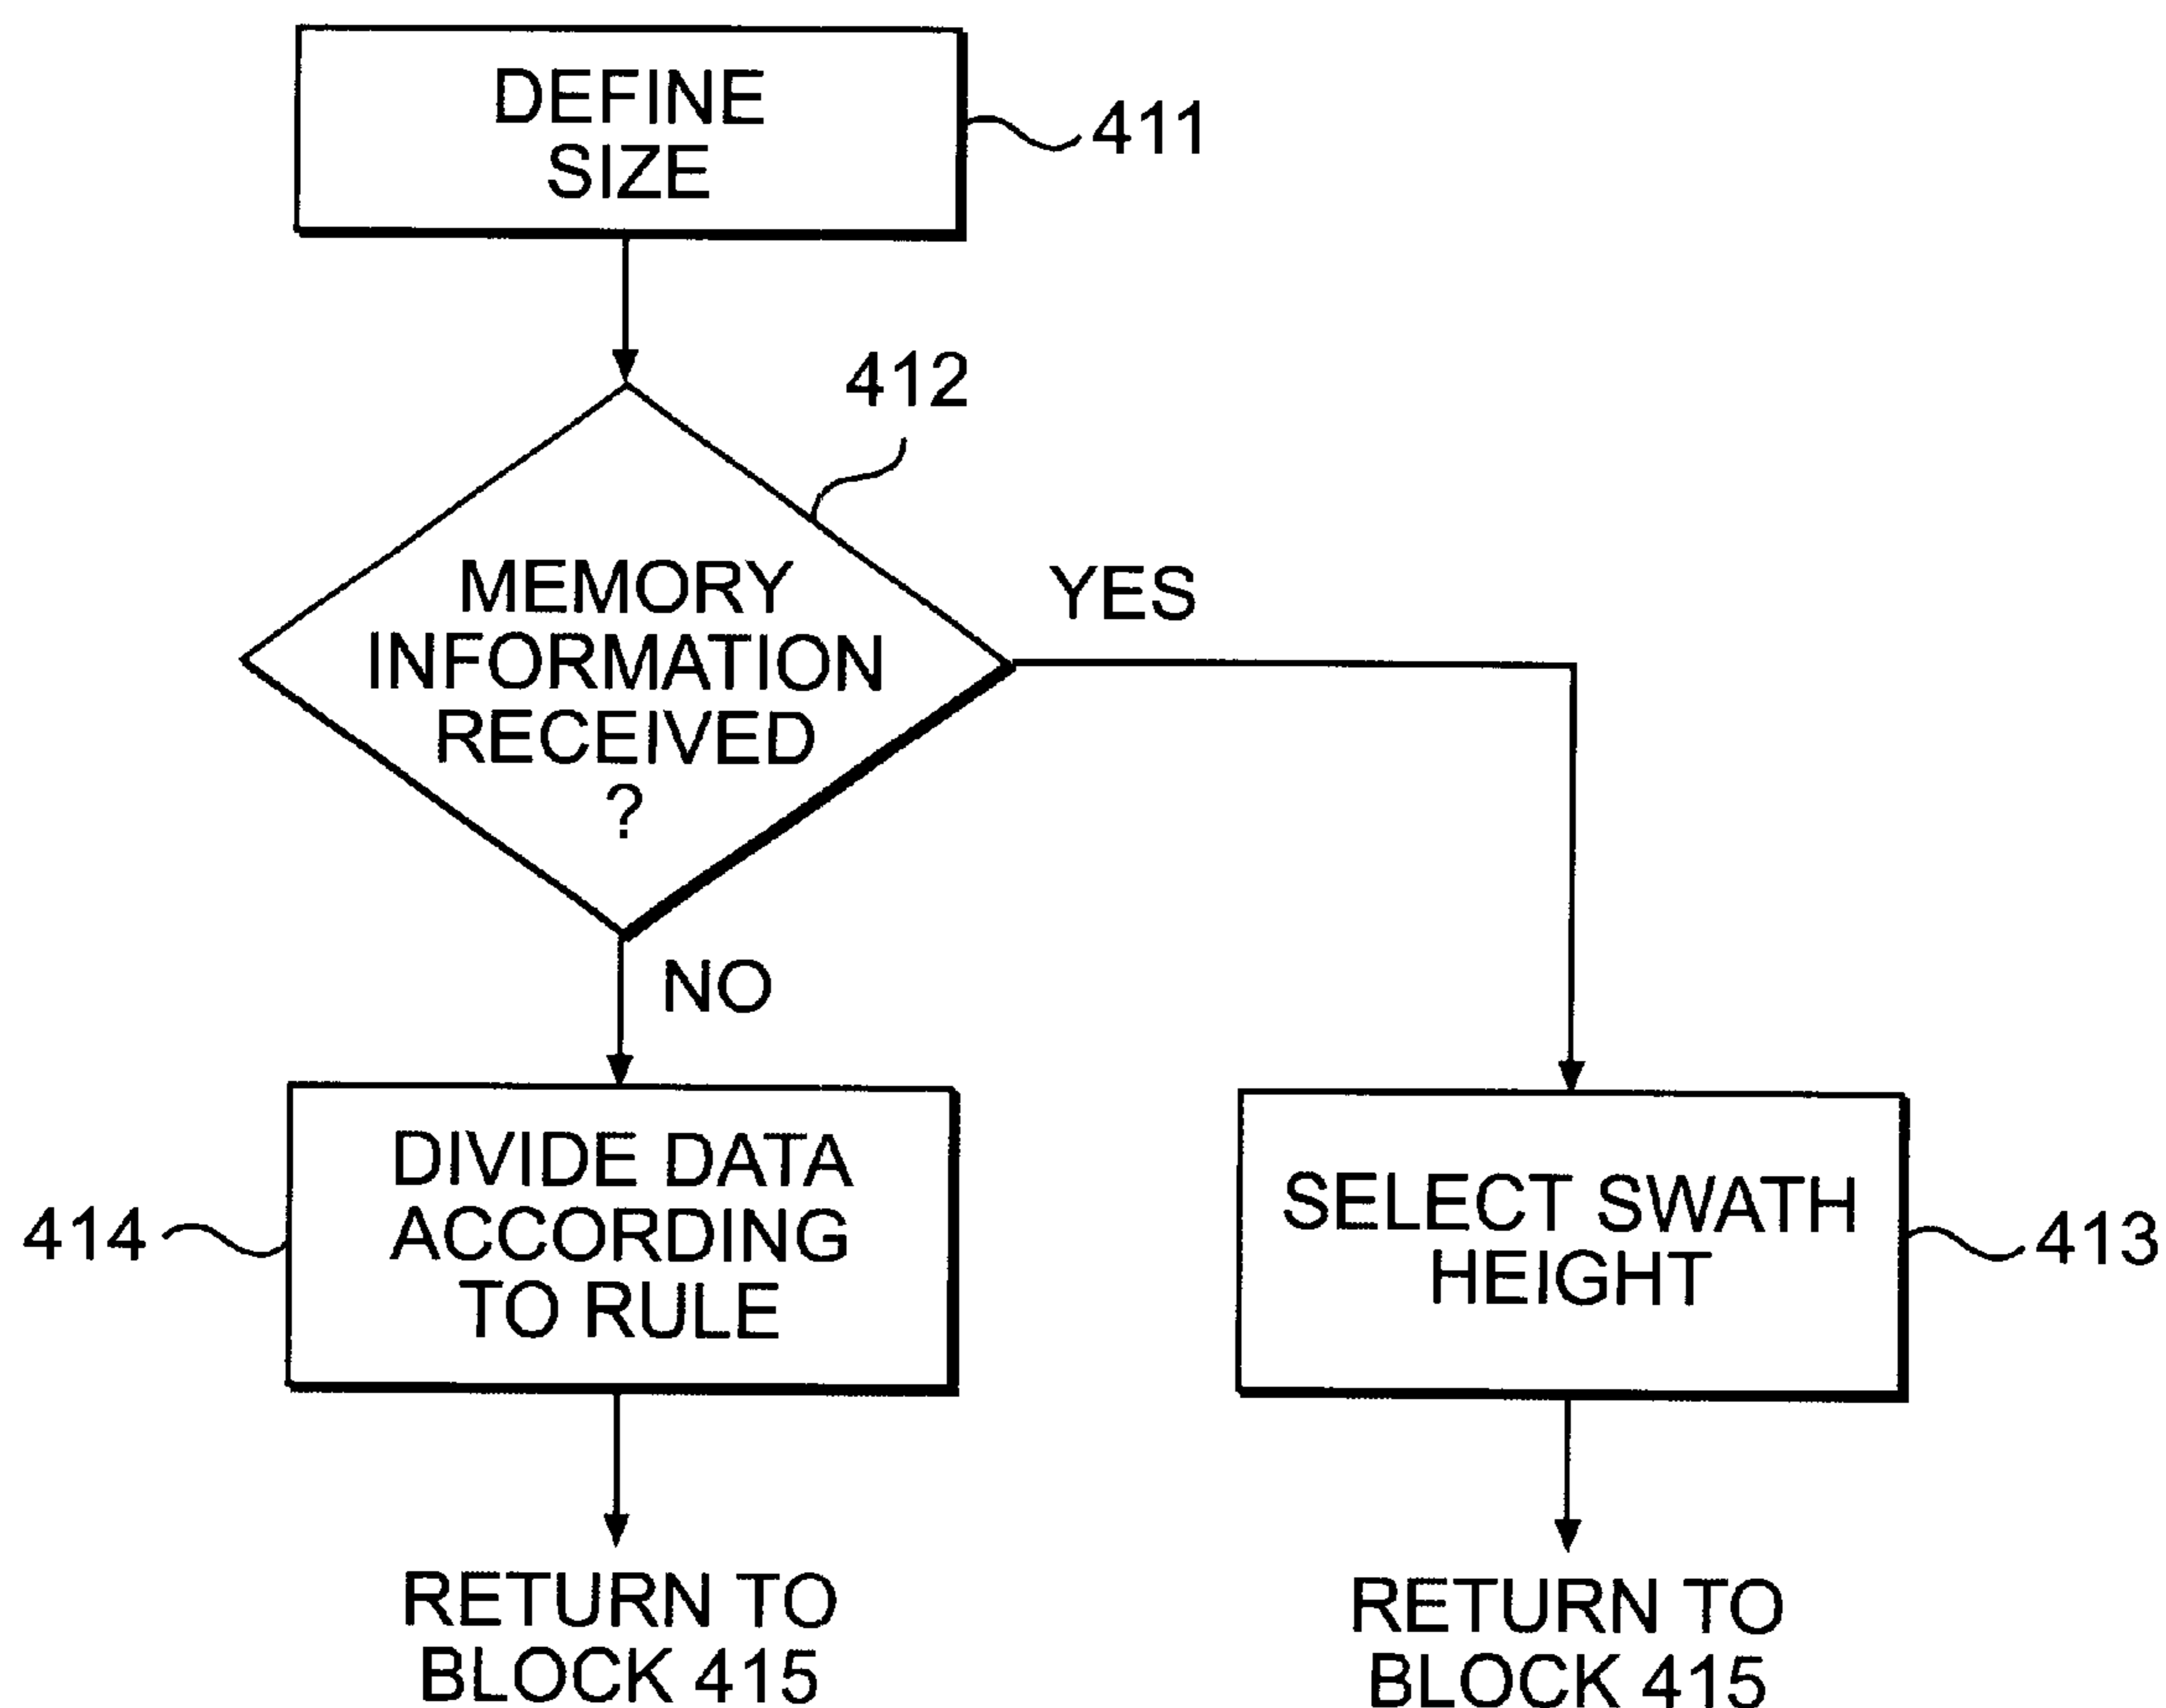 DEFINE
SIZE
411
412
MEMORY
INFORMATION
RECEIVED
?
YES
NO
DIVIDE DATA
ACCORDING
TO RULE
414
SELECT SWATH
HEIGHT
413
RETURN TO
BLOCK 415
RETURN TO
BLOCK 415